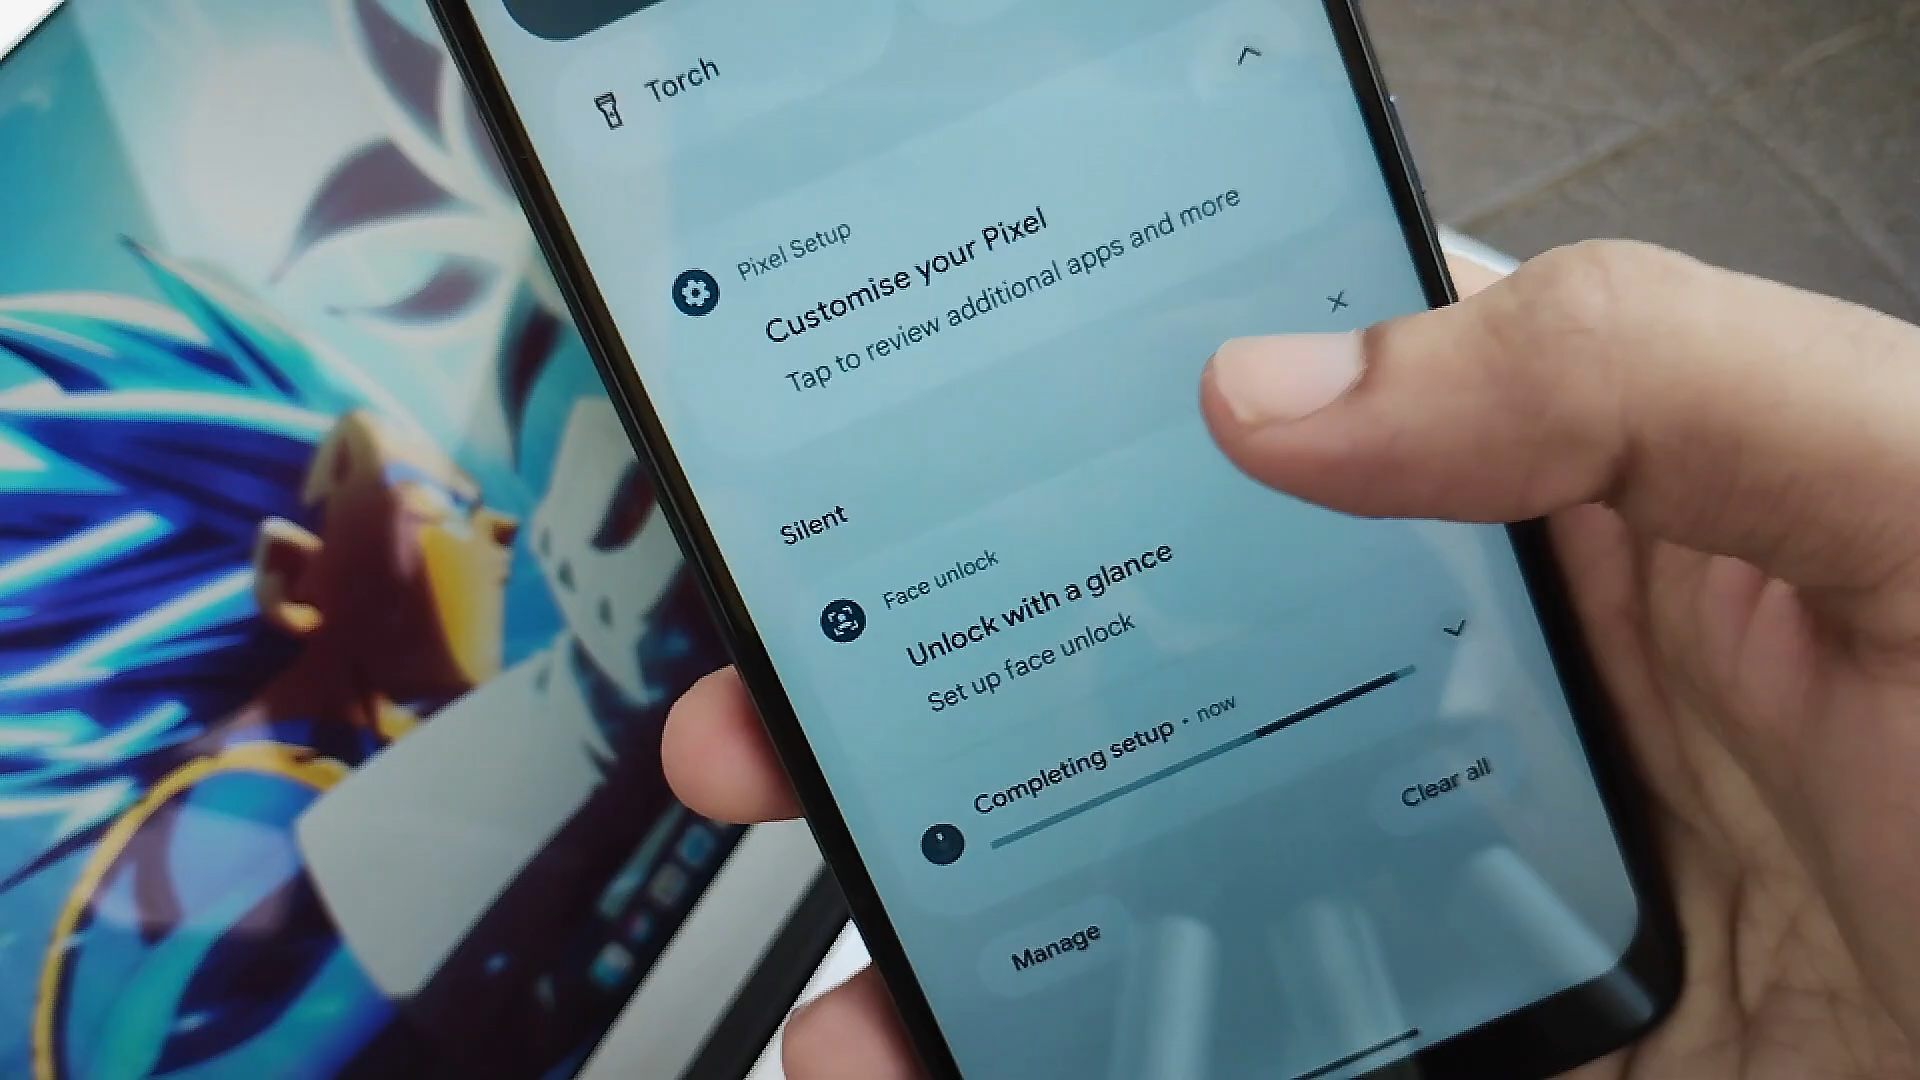 Torch
Pixel Setup
Customise your Pixel
Tap to review additional apps and more
Silent
Face unlock
Unlock with a glance
Set up face unlock
Completing setup • now
Clear all
Manage